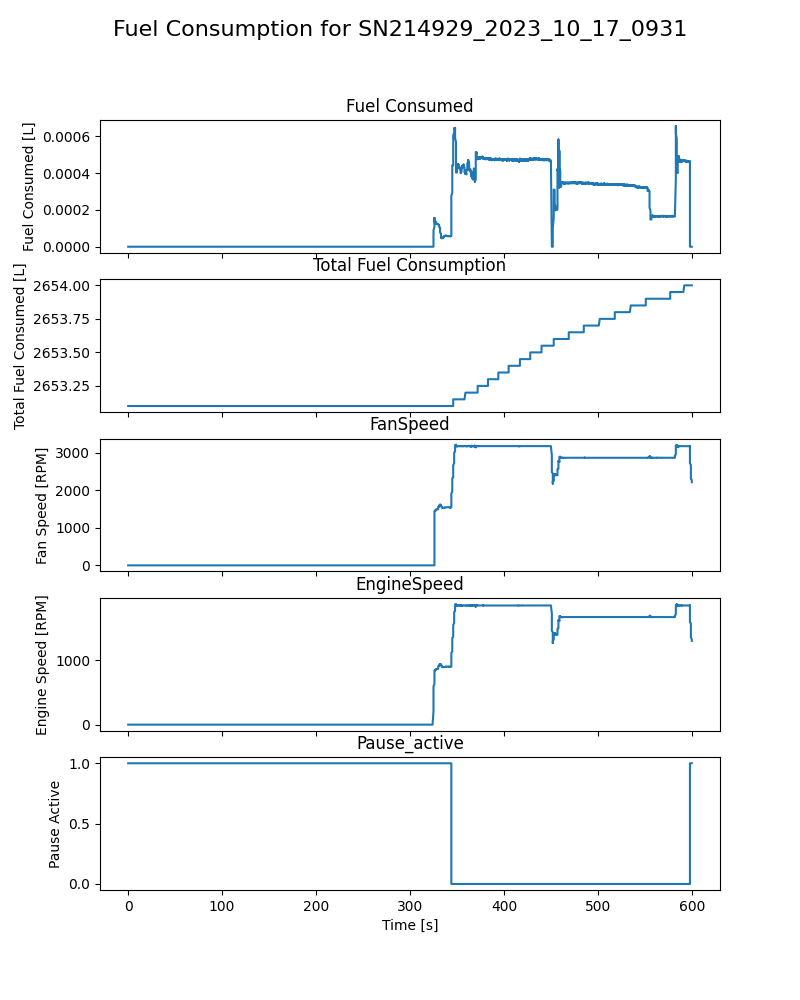 Fuel Consumption for SN214929_2023_10_17_0931
Fuel Consumed
Fuel Consumed [L]
0.0006
0.0004
0.0002
0.0000
Total Fuel Consumption
Total Fuel Consumed [L]
2654.00
2653.75
2653.50
2653.25
FanSpeed
Fan Speed [RPM]
3000
2000
1000
0
EngineSpeed
Engine Speed [RPM]
1000
0
Pause_active
Pause Active
1.0
0.5
0.0
0 100 200 300 400 500 600
Time [s]